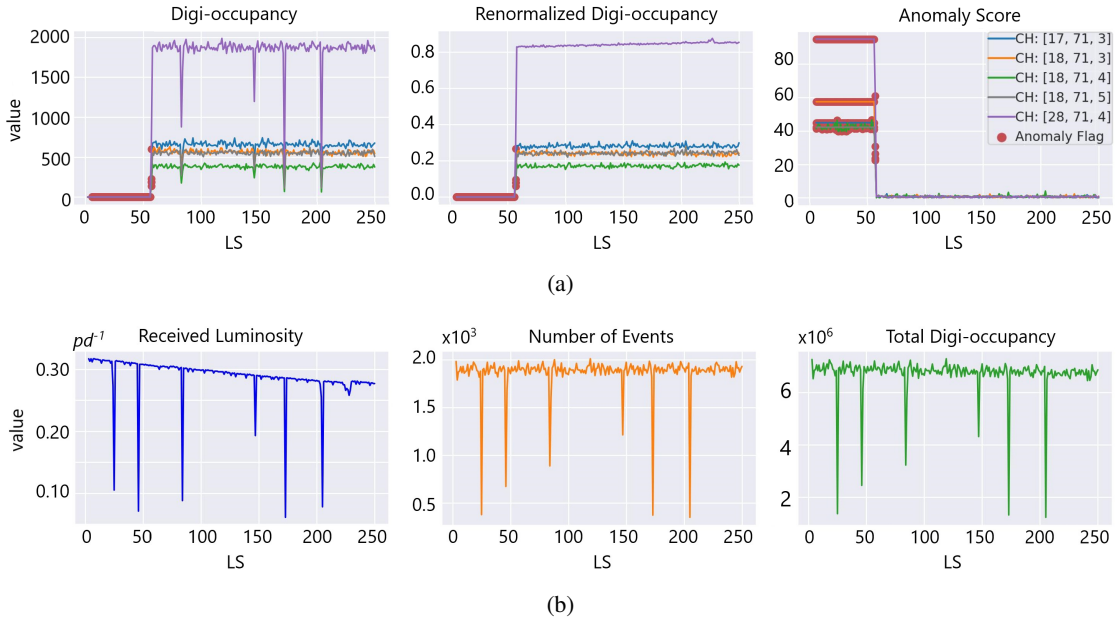 Digi-occupancy
Renormalized Digi-occupancy
Anomaly Score
value
2000
1500
1000
500
0
0 50 100 150 200 250
LS
0.8
0.6
0.4
0.2
0.0
0 50 100 150 200 250
LS
80
60
40
20
0
0 50 100 150 200 250
LS
CH: [17, 71, 3]
CH: [18, 71, 3]
CH: [18, 71, 4]
CH: [18, 71, 5]
CH: [28, 71, 4]
Anomaly Flag
(a)
pd⁻¹
Received Luminosity
x10³
Number of Events
x10⁶
Total Digi-occupancy
value
0.30
0.20
0.10
0 50 100 150 200 250
LS
2.0
1.5
1.0
0.5
0 50 100 150 200 250
LS
6
4
2
0 50 100 150 200 250
LS
(b)